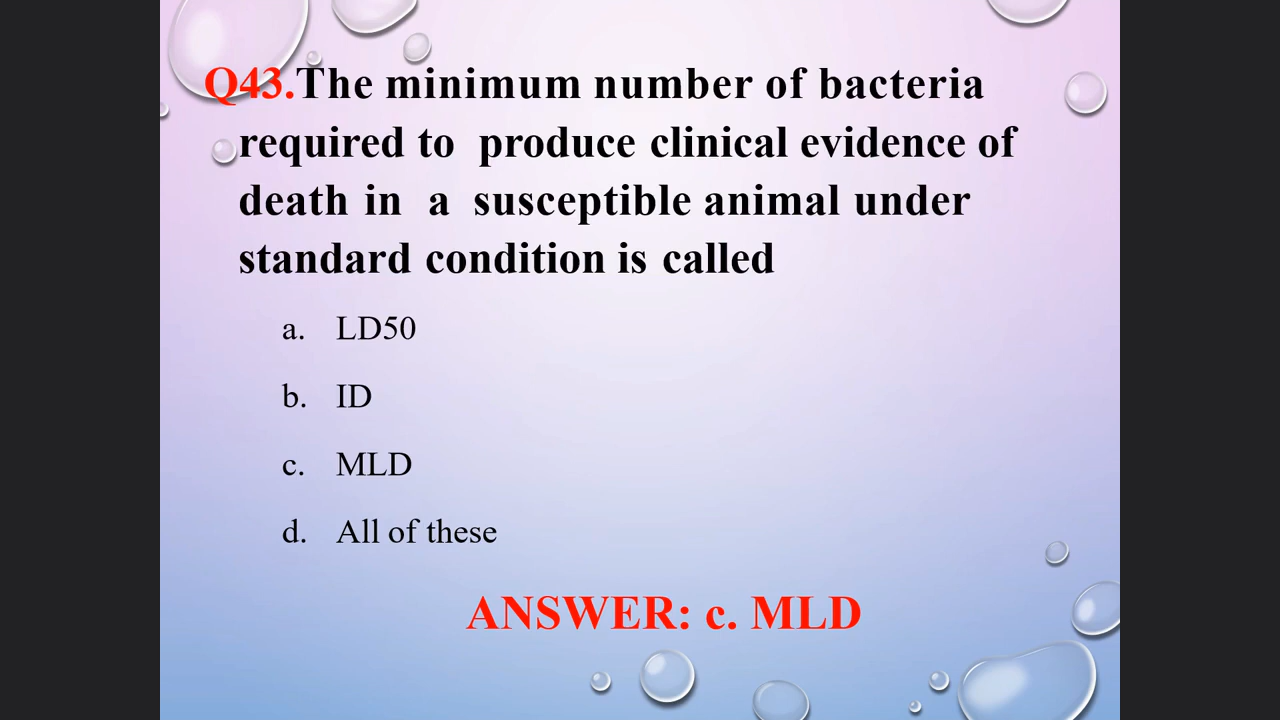 Q43.The minimum number of bacteria
required to produce clinical evidence of
death in a susceptible animal under
standard condition is called
a. LD50
b. ID
c. MLD
d. All of these
ANSWER: c. MLD